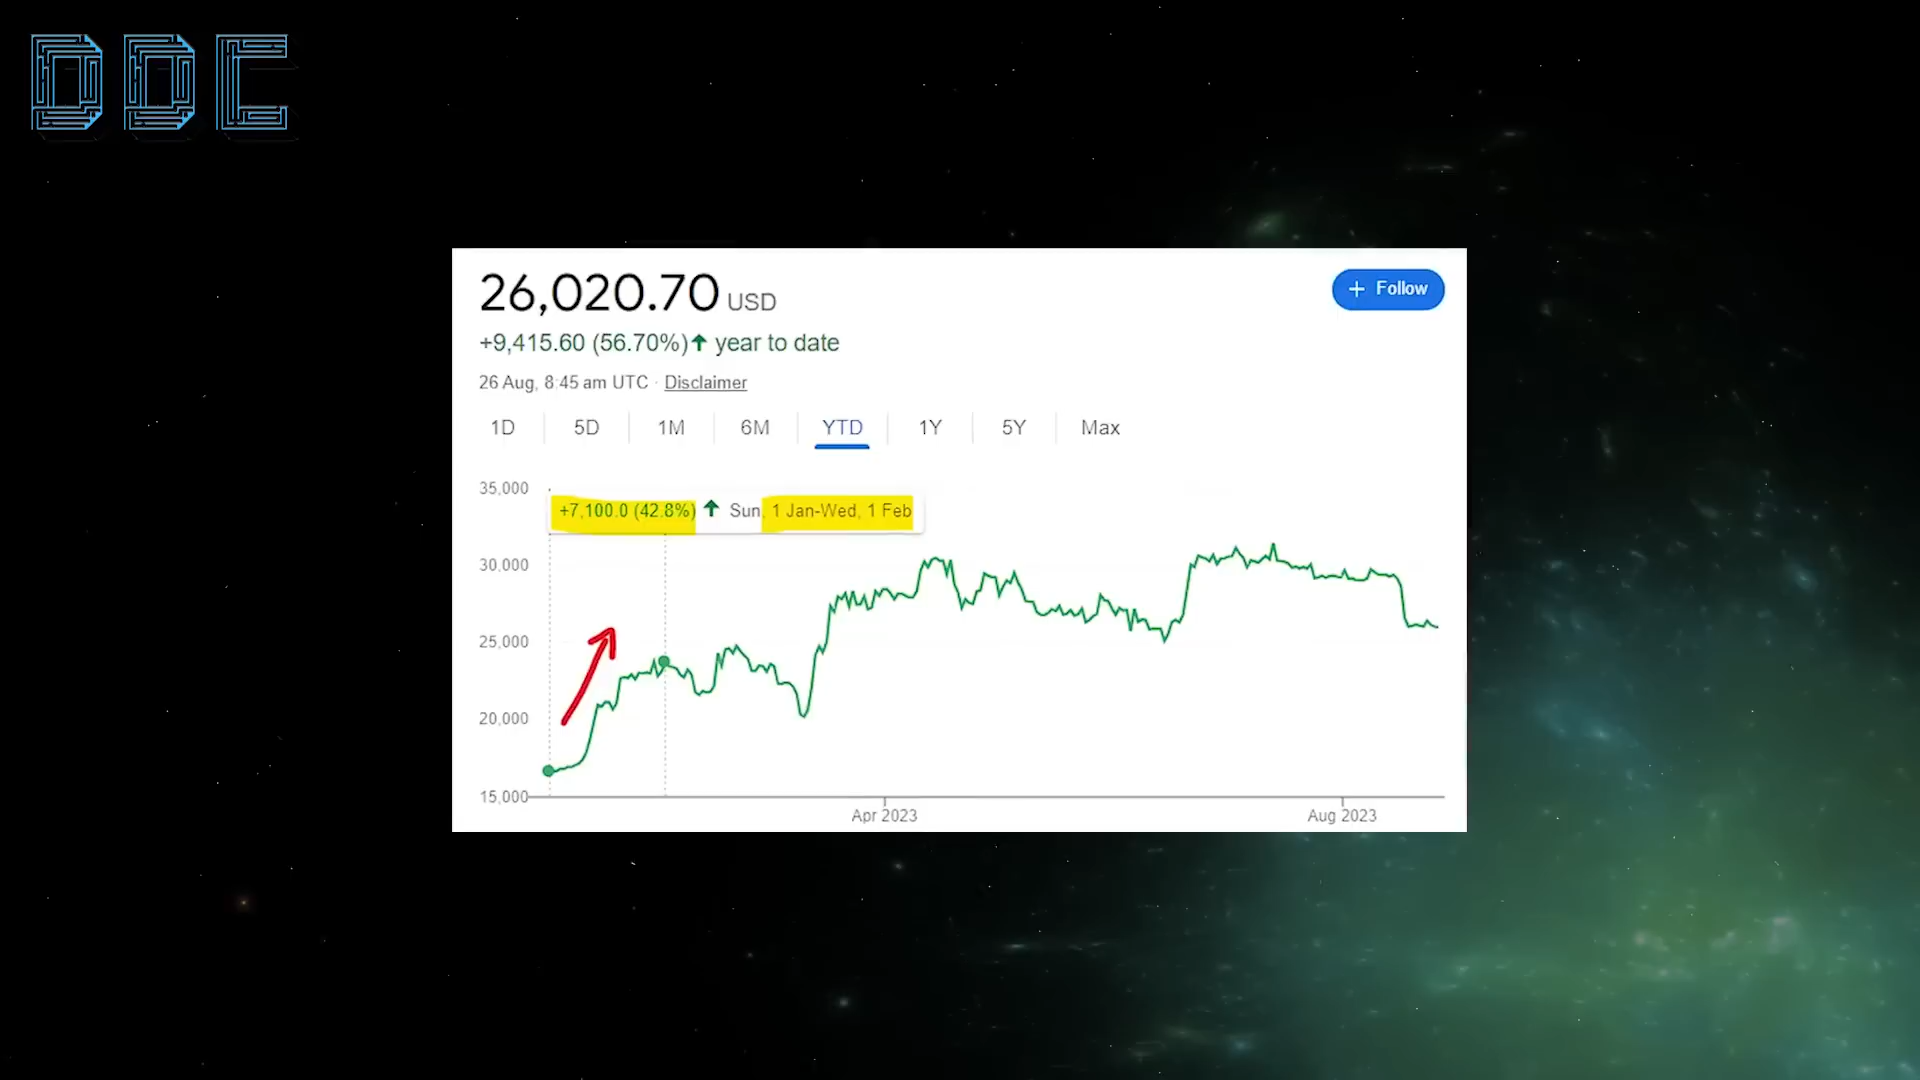 DDC
26,020.70 USD
+ Follow
+9,415.60 (56.70%) year to date
26 Aug, 8:45 am UTC · Disclaimer
1D 5D 1M 6M YTD 1Y 5Y Max
35,000
+7,100.0 (42.8%) Sun, 1 Jan-Wed, 1 Feb
30,000
25,000
20,000
15,000
Apr 2023 Aug 2023